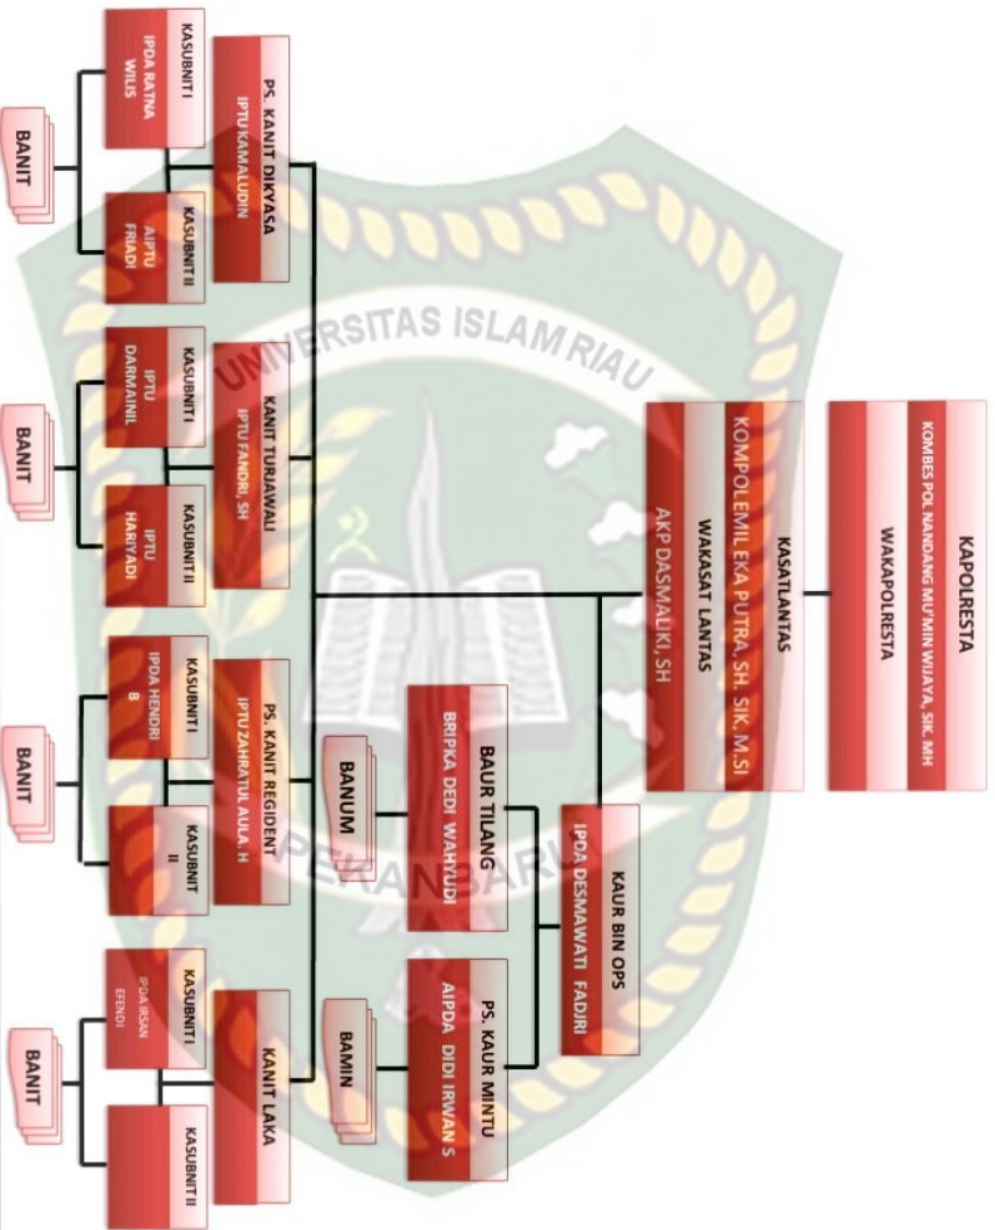 KAPOLRESTA
KOMBES POL NANDANG MU'MIN WIJAYA, SIK. MH
WAKAPOLRESTA
KASATLANTAS
KOMPOLEMIL EKA PUTRA, SH. SIK, M.SI
WAKASAT LANTAS
AKP DASMALIKI, SH
KAUR BIN OPS
IPDA DESMAWATI FADJRI
BAUR TILANG
BRIPKA DEDI WAHYUDI
PS. KAUR MINTU
AIPDA DIDI IRWAN S
BANUM
BAMIN
PS. KANIT DIKYASA
IPTU KAMALUDIN
KANIT TURJAWALI
IPTU FANDRI, SH
PS. KANIT REGIDENT
IPTU ZAHRATUL AULA. H
KANIT LAKA
KASUBNIT I
IPDA RATNA
WILIS
KASUBNIT II
AIPTU
FRIADI
KASUBNIT I
IPTU
DARMAINIL
KASUBNIT II
IPTU
HARIYADI
KASUBNIT I
IPDA HENDRI
B
KASUBNIT
II
KASUBNIT I
IPDA IRSAN
EFENDI
KASUBNIT II
BANIT
BANIT
BANIT
BANIT
UNIVERSITAS ISLAM RIAU
PEKANBARU